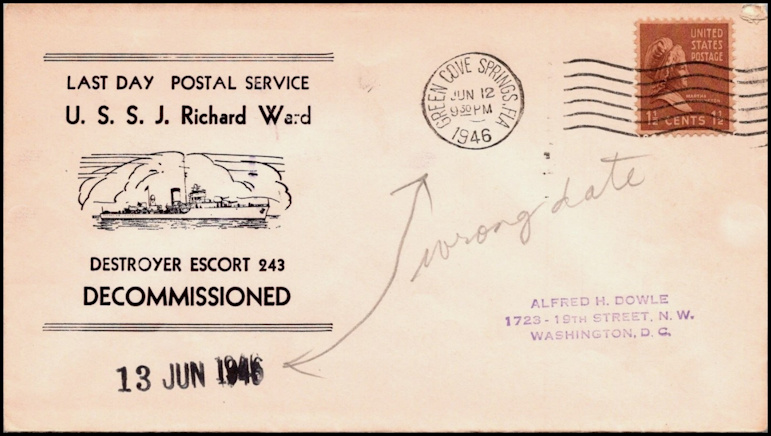 LAST DAY POSTAL SERVICE
U. S. S. J. Richard Ward
DESTROYER ESCORT 243
DECOMMISSIONED
13 JUN 1946
GREEN COVE SPRINGS, FLA
JUN 12
9 30 PM
1946
UNITED
STATES
POSTAGE
MARTHA
WASHINGTON
1½ CENTS 1½
wrong date
ALFRED H. DOWLE
1723 - 19TH STREET, N. W.
WASHINGTON, D. C.